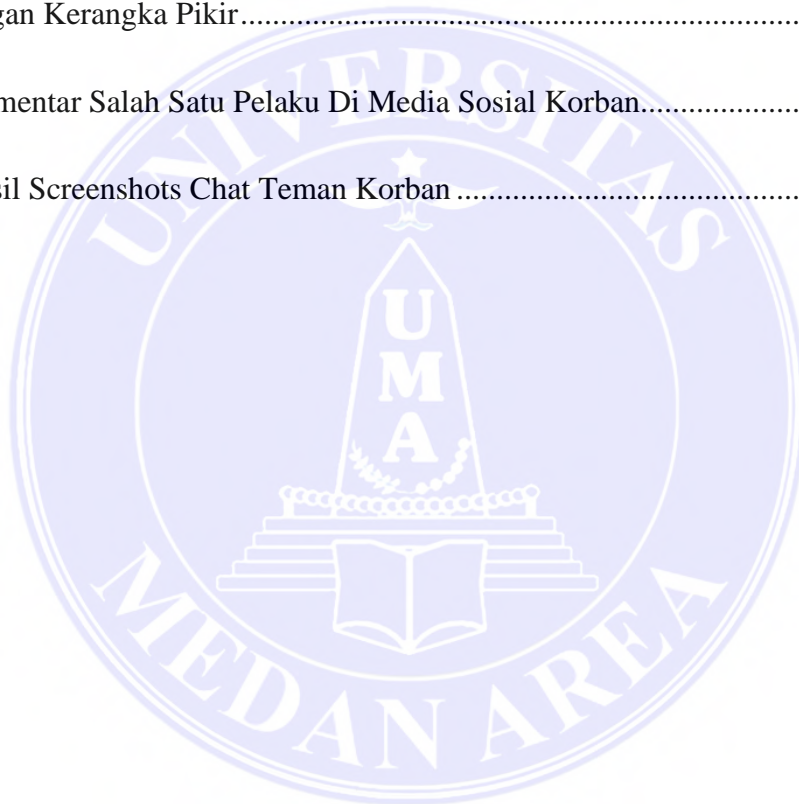 gan Kerangka Pikir......................................................................
mentar Salah Satu Pelaku Di Media Sosial Korban....................
sil Screenshots Chat Teman Korban ...........................................
UNIVERSITAS
U
M
A
MEDAN AREA